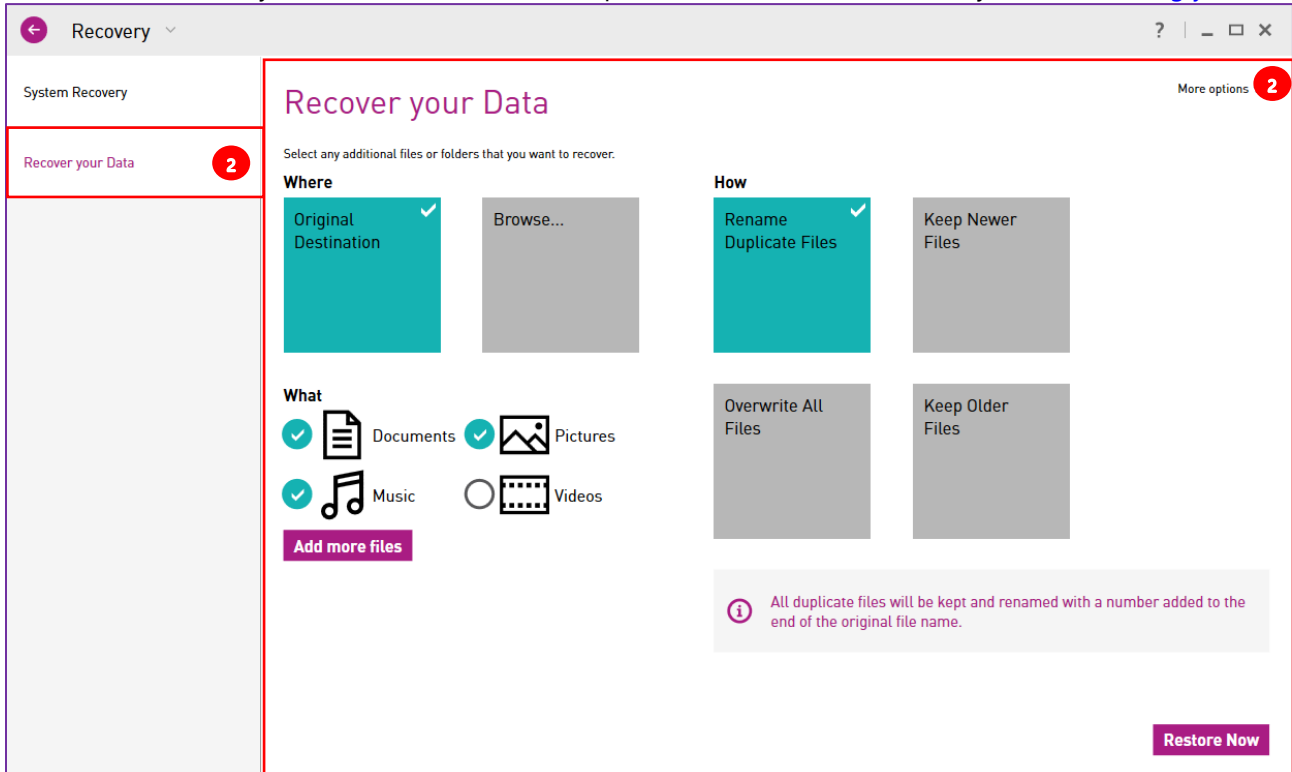 Recovery
?
System Recovery
Recover your Data
2
Recover your Data
More options
2
Select any additional files or folders that you want to recover.
Where
Original
Destination
Browse...
How
Rename
Duplicate Files
Keep Newer
Files
What
Documents
Pictures
Music
Videos
Add more files
Overwrite All
Files
Keep Older
Files
i
All duplicate files will be kept and renamed with a number added to the
end of the original file name.
Restore Now